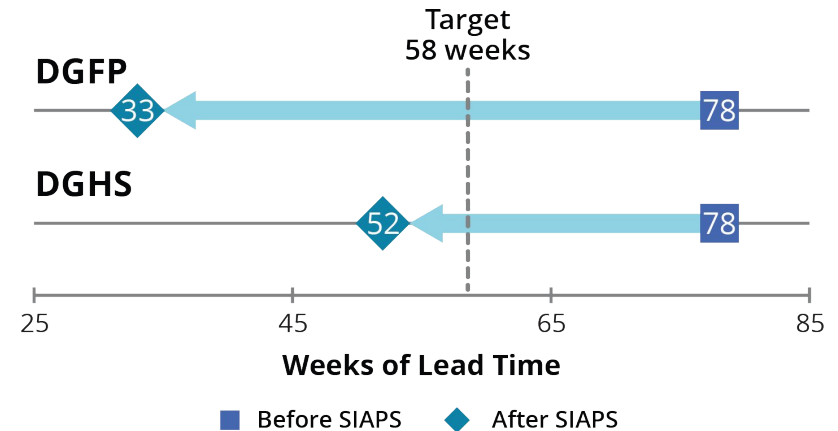 Target
58 weeks
DGFP
33
78
DGHS
52
78
25 45 65 85
Weeks of Lead Time
Before SIAPS After SIAPS